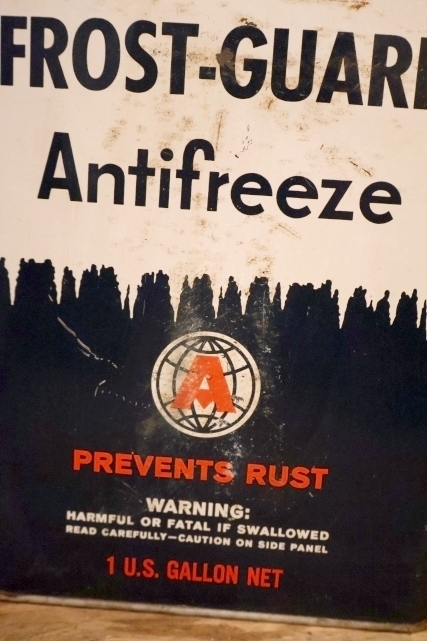 FROST-GUAR
Antifreeze
A
PREVENTS RUST
WARNING:
HARMFUL OR FATAL IF SWALLOWED
READ CAREFULLY—CAUTION ON SIDE PANEL
1 U.S. GALLON NET